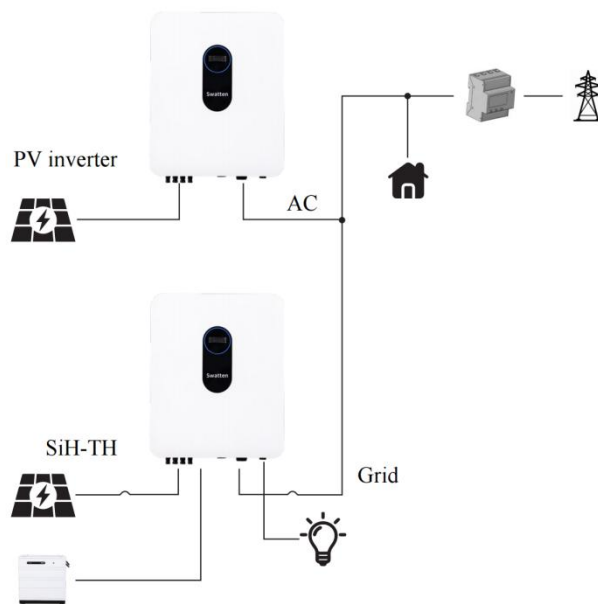 Swatten
PV inverter
AC
Swatten
SiH-TH
Grid